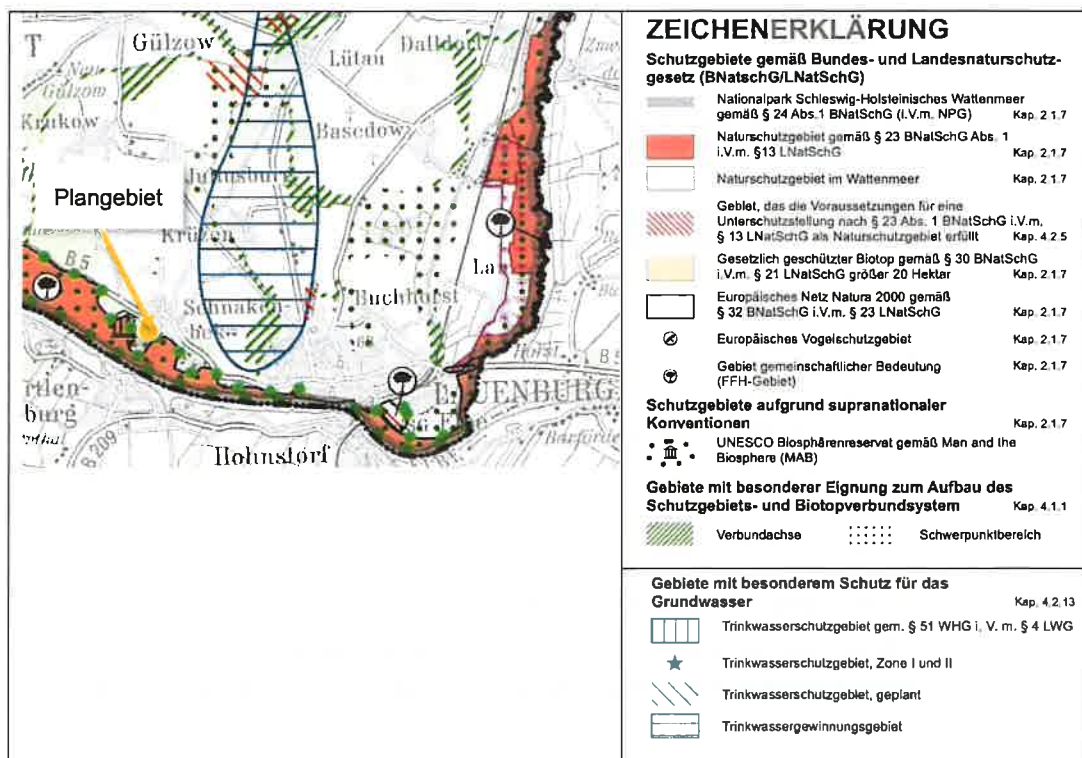 T
Gülzow
Lütau
Dalldorf
Gülzow
Krukow
Basedow
Juliusburg
Plangebiet
Krüzen
B 5
Buchhorst
Schnaken-
LAUENBURG
B 5
rtlen-
burg
B 209
Hohnstorf
ZEICHENERKLÄRUNG
Schutzgebiete gemäß Bundes- und Landesnaturschutz-
gesetz (BNatschG/LNatSchG)
Nationalpark Schleswig-Holsteinisches Wattenmeer
gemäß § 24 Abs.1 BNatSchG (i.V.m. NPG) Kap. 2.1.7
Naturschutzgebiet gemäß § 23 BNatSchG Abs. 1
i.V.m. §13 LNatSchG Kap. 2.1.7
Naturschutzgebiet im Wattenmeer Kap. 2.1.7
Gebiet, das die Voraussetzungen für eine
Unterschutzstellung nach § 23 Abs. 1 BNatSchG i.V.m.
§ 13 LNatSchG als Naturschutzgebiet erfüllt Kap. 4.2.5
Gesetzlich geschützter Biotop gemäß § 30 BNatSchG
i.V.m. § 21 LNatSchG größer 20 Hektar Kap. 2.1.7
Europäisches Netz Natura 2000 gemäß
§ 32 BNatSchG i.V.m. § 23 LNatSchG Kap. 2.1.7
Europäisches Vogelschutzgebiet Kap. 2.1.7
Gebiet gemeinschaftlicher Bedeutung Kap. 2.1.7
(FFH-Gebiet)
Schutzgebiete aufgrund supranationaler
Konventionen Kap. 2.1.7
UNESCO Biosphärenreservat gemäß Man and the
Biosphere (MAB)
Gebiete mit besonderer Eignung zum Aufbau des
Schutzgebiets- und Biotopverbundsystem Kap. 4.1.1
Verbundachse Schwerpunktbereich
Gebiete mit besonderem Schutz für das
Grundwasser Kap. 4.2.13
Trinkwasserschutzgebiet gem. § 51 WHG i. V. m. § 4 LWG
Trinkwasserschutzgebiet, Zone I und II
Trinkwasserschutzgebiet, geplant
Trinkwassergewinnungsgebiet